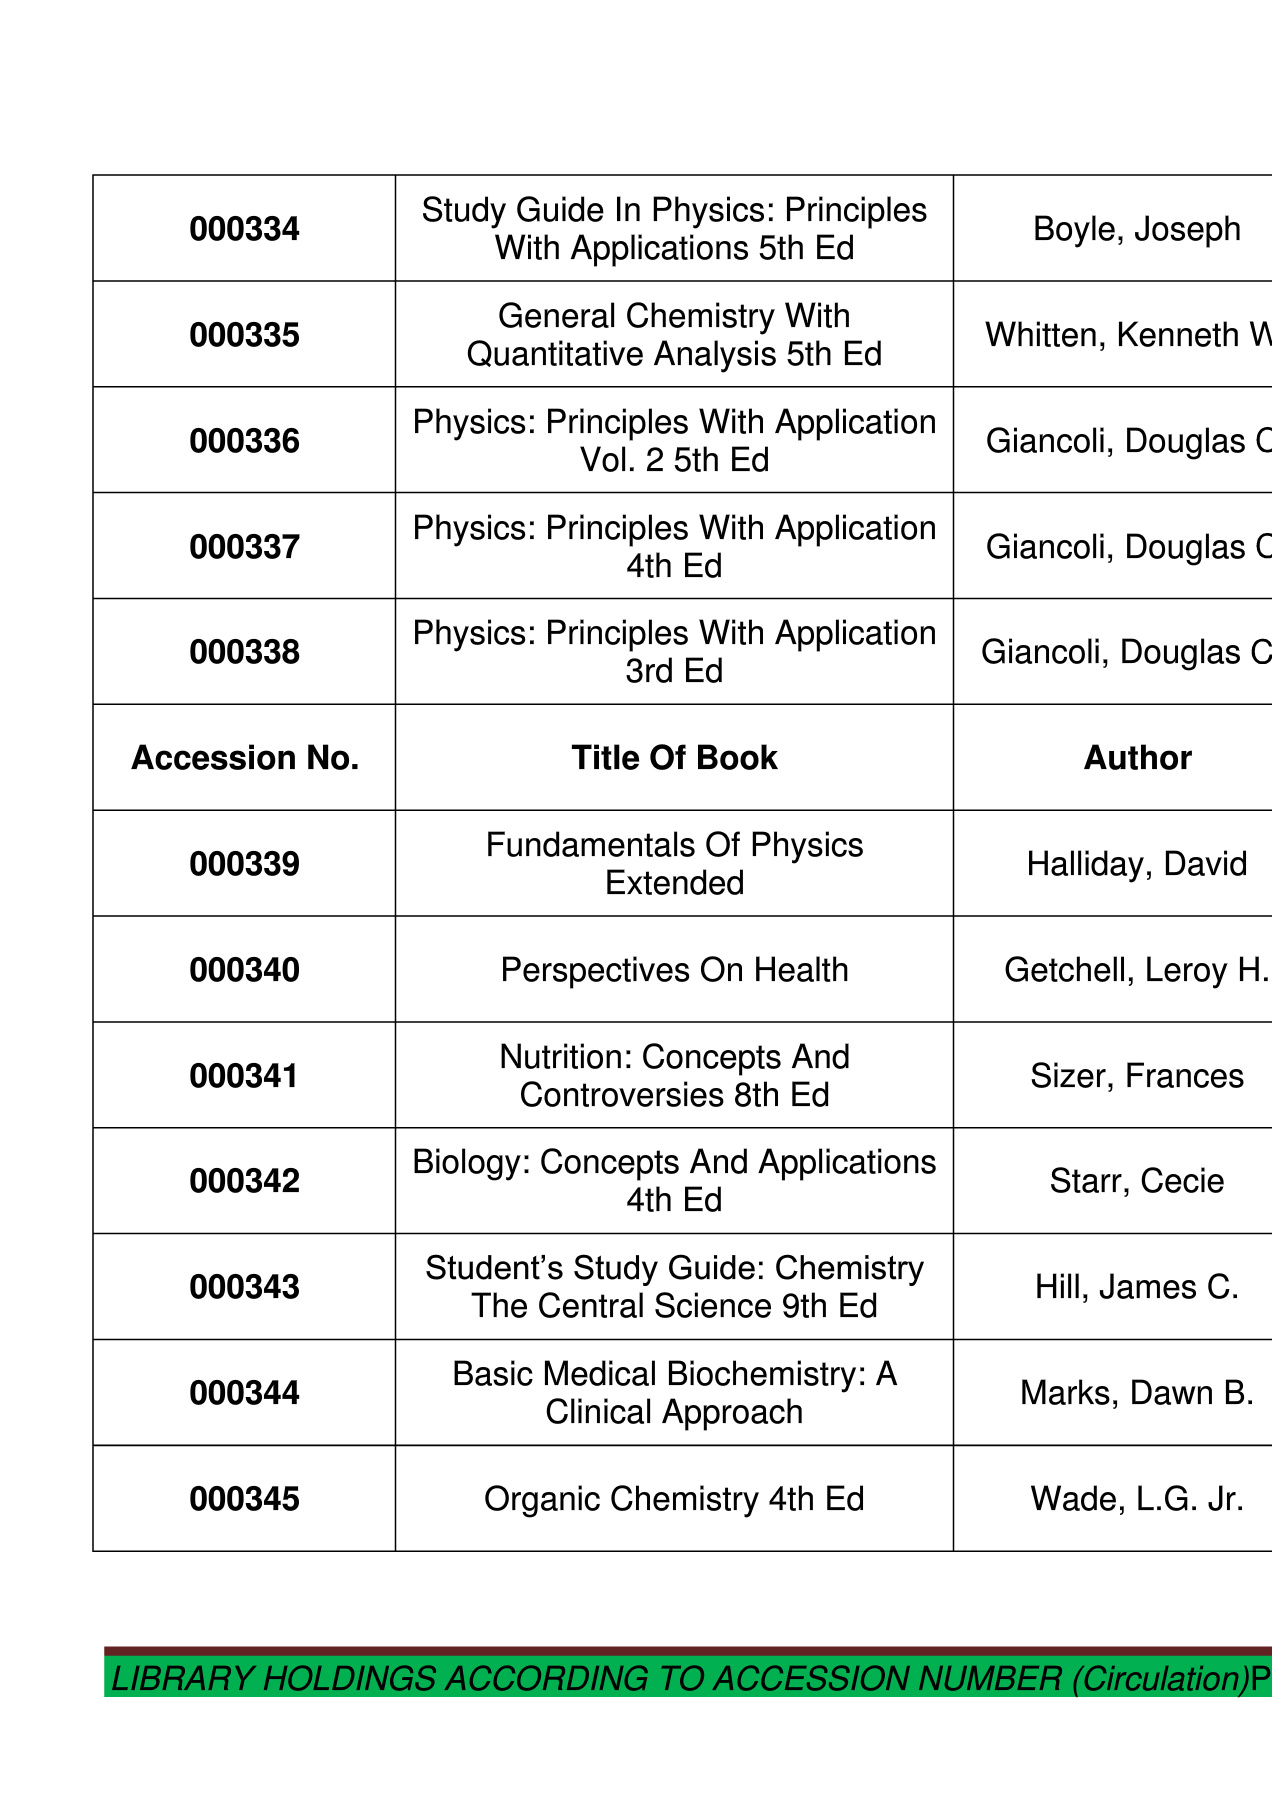 000334
Study Guide In Physics: Principles
With Applications 5th Ed
Boyle, Joseph
000335
General Chemistry With
Quantitative Analysis 5th Ed
Whitten, Kenneth W
000336
Physics: Principles With Application
Vol. 2 5th Ed
Giancoli, Douglas C
000337
Physics: Principles With Application
4th Ed
Giancoli, Douglas C
000338
Physics: Principles With Application
3rd Ed
Giancoli, Douglas C
Accession No.
Title Of Book
Author
000339
Fundamentals Of Physics
Extended
Halliday, David
000340
Perspectives On Health
Getchell, Leroy H.
000341
Nutrition: Concepts And
Controversies 8th Ed
Sizer, Frances
000342
Biology: Concepts And Applications
4th Ed
Starr, Cecie
000343
Student’s Study Guide: Chemistry
The Central Science 9th Ed
Hill, James C.
000344
Basic Medical Biochemistry: A
Clinical Approach
Marks, Dawn B.
000345
Organic Chemistry 4th Ed
Wade, L.G. Jr.
LIBRARY HOLDINGS ACCORDING TO ACCESSION NUMBER (Circulation)P